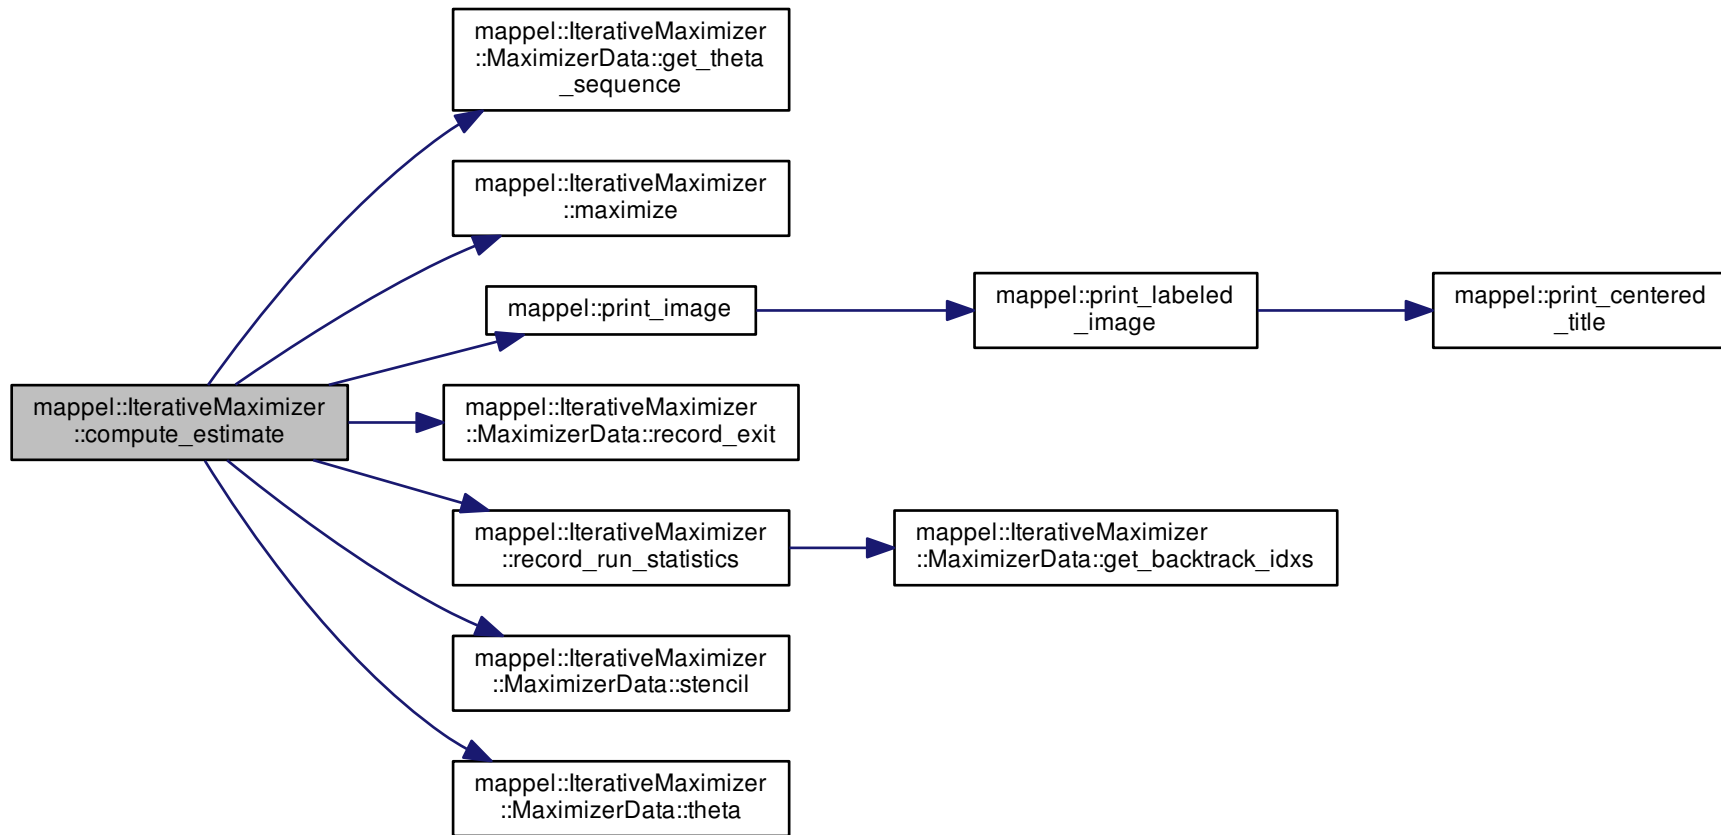 mappel::IterativeMaximizer
::MaximizerData::get_theta
_sequence
mappel::IterativeMaximizer
::maximize
mappel::print_image
mappel::print_labeled
_image
mappel::print_centered
_title
mappel::IterativeMaximizer
::compute_estimate
mappel::IterativeMaximizer
::MaximizerData::record_exit
mappel::IterativeMaximizer
::record_run_statistics
mappel::IterativeMaximizer
::MaximizerData::get_backtrack_idxs
mappel::IterativeMaximizer
::MaximizerData::stencil
mappel::IterativeMaximizer
::MaximizerData::theta